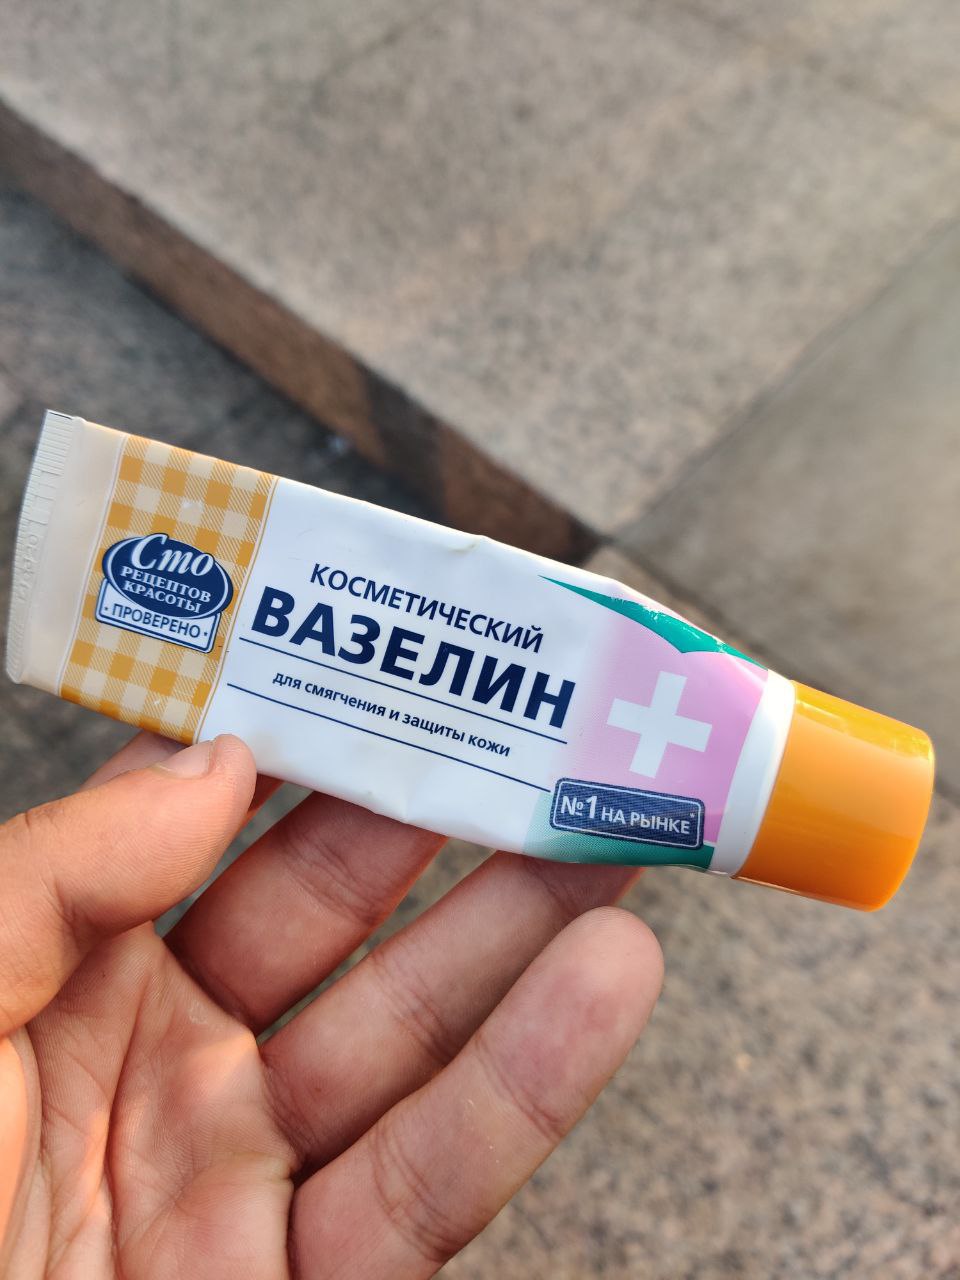 Сто
РЕЦЕПТОВ
КРАСОТЫ
· ПРОВЕРЕНО ·
КОСМЕТИЧЕСКИЙ
ВАЗЕЛИН
для смягчения и защиты кожи
№1 НА РЫНКЕ*